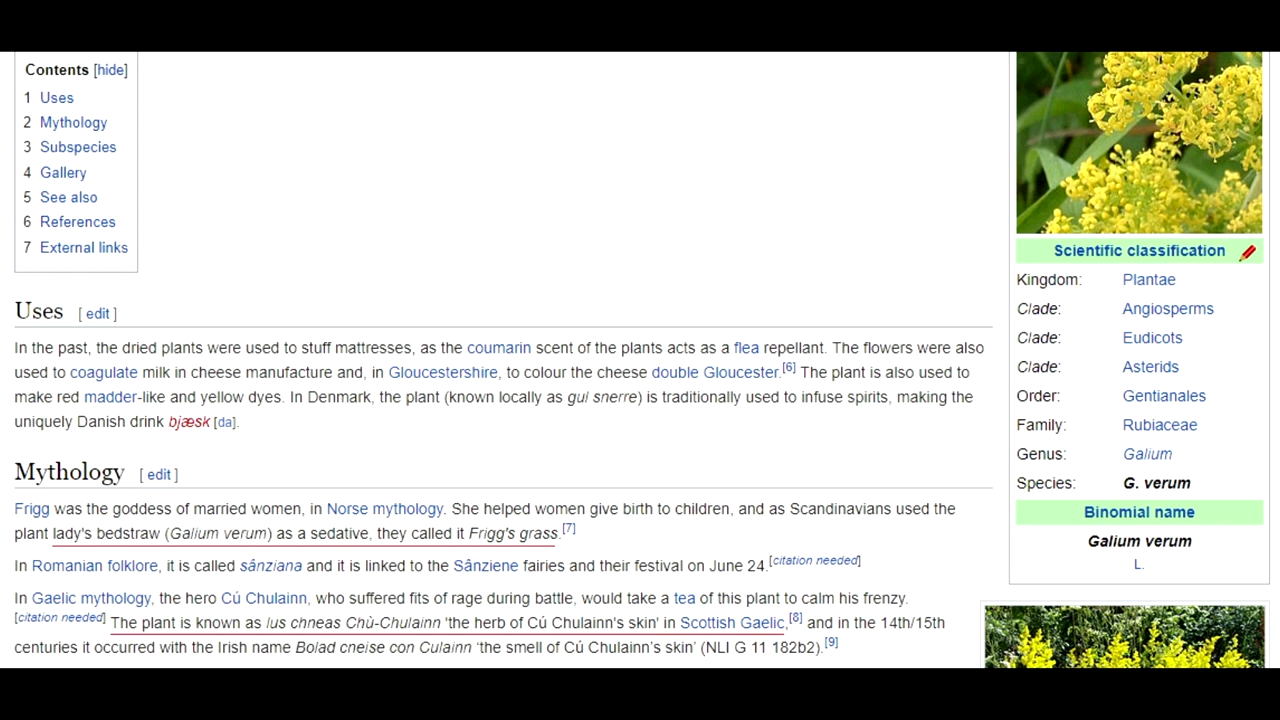 Contents [hide]
1 Uses
2 Mythology
3 Subspecies
4 Gallery
5 See also
6 References
7 External links
Uses [ edit ]
In the past, the dried plants were used to stuff mattresses, as the coumarin scent of the plants acts as a flea repellant. The flowers were also
used to coagulate milk in cheese manufacture and, in Gloucestershire, to colour the cheese double Gloucester.[6] The plant is also used to
make red madder-like and yellow dyes. In Denmark, the plant (known locally as gul snerre) is traditionally used to infuse spirits, making the
uniquely Danish drink bjæsk [da].
Mythology [ edit ]
Frigg was the goddess of married women, in Norse mythology. She helped women give birth to children, and as Scandinavians used the
plant lady's bedstraw (Galium verum) as a sedative, they called it Frigg's grass.[7]
In Romanian folklore, it is called sânziana and it is linked to the Sânziene fairies and their festival on June 24.[citation needed]
In Gaelic mythology, the hero Cú Chulainn, who suffered fits of rage during battle, would take a tea of this plant to calm his frenzy.
[citation needed] The plant is known as lus chneas Chù-Chulainn 'the herb of Cú Chulainn's skin' in Scottish Gaelic,[8] and in the 14th/15th
centuries it occurred with the Irish name Bolad cneise con Culainn 'the smell of Cú Chulainn's skin' (NLI G 11 182b2).[9]
Scientific classification
Kingdom: Plantae
Clade: Angiosperms
Clade: Eudicots
Clade: Asterids
Order: Gentianales
Family: Rubiaceae
Genus: Galium
Species: G. verum
Binomial name
Galium verum
L.